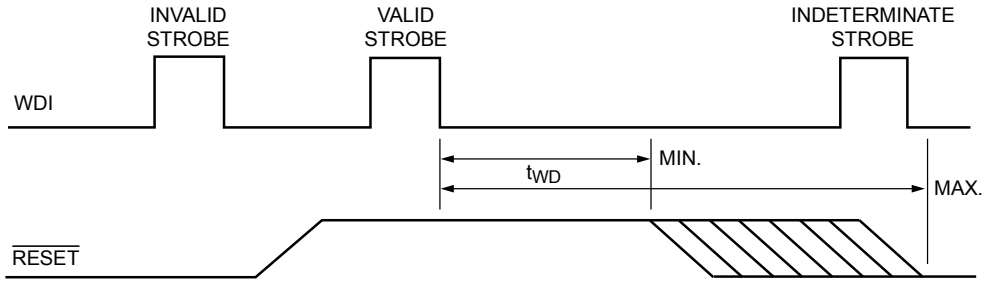 INVALID
STROBE
VALID
STROBE
INDETERMINATE
STROBE
WDI
MIN.
tWD
MAX.
RESET